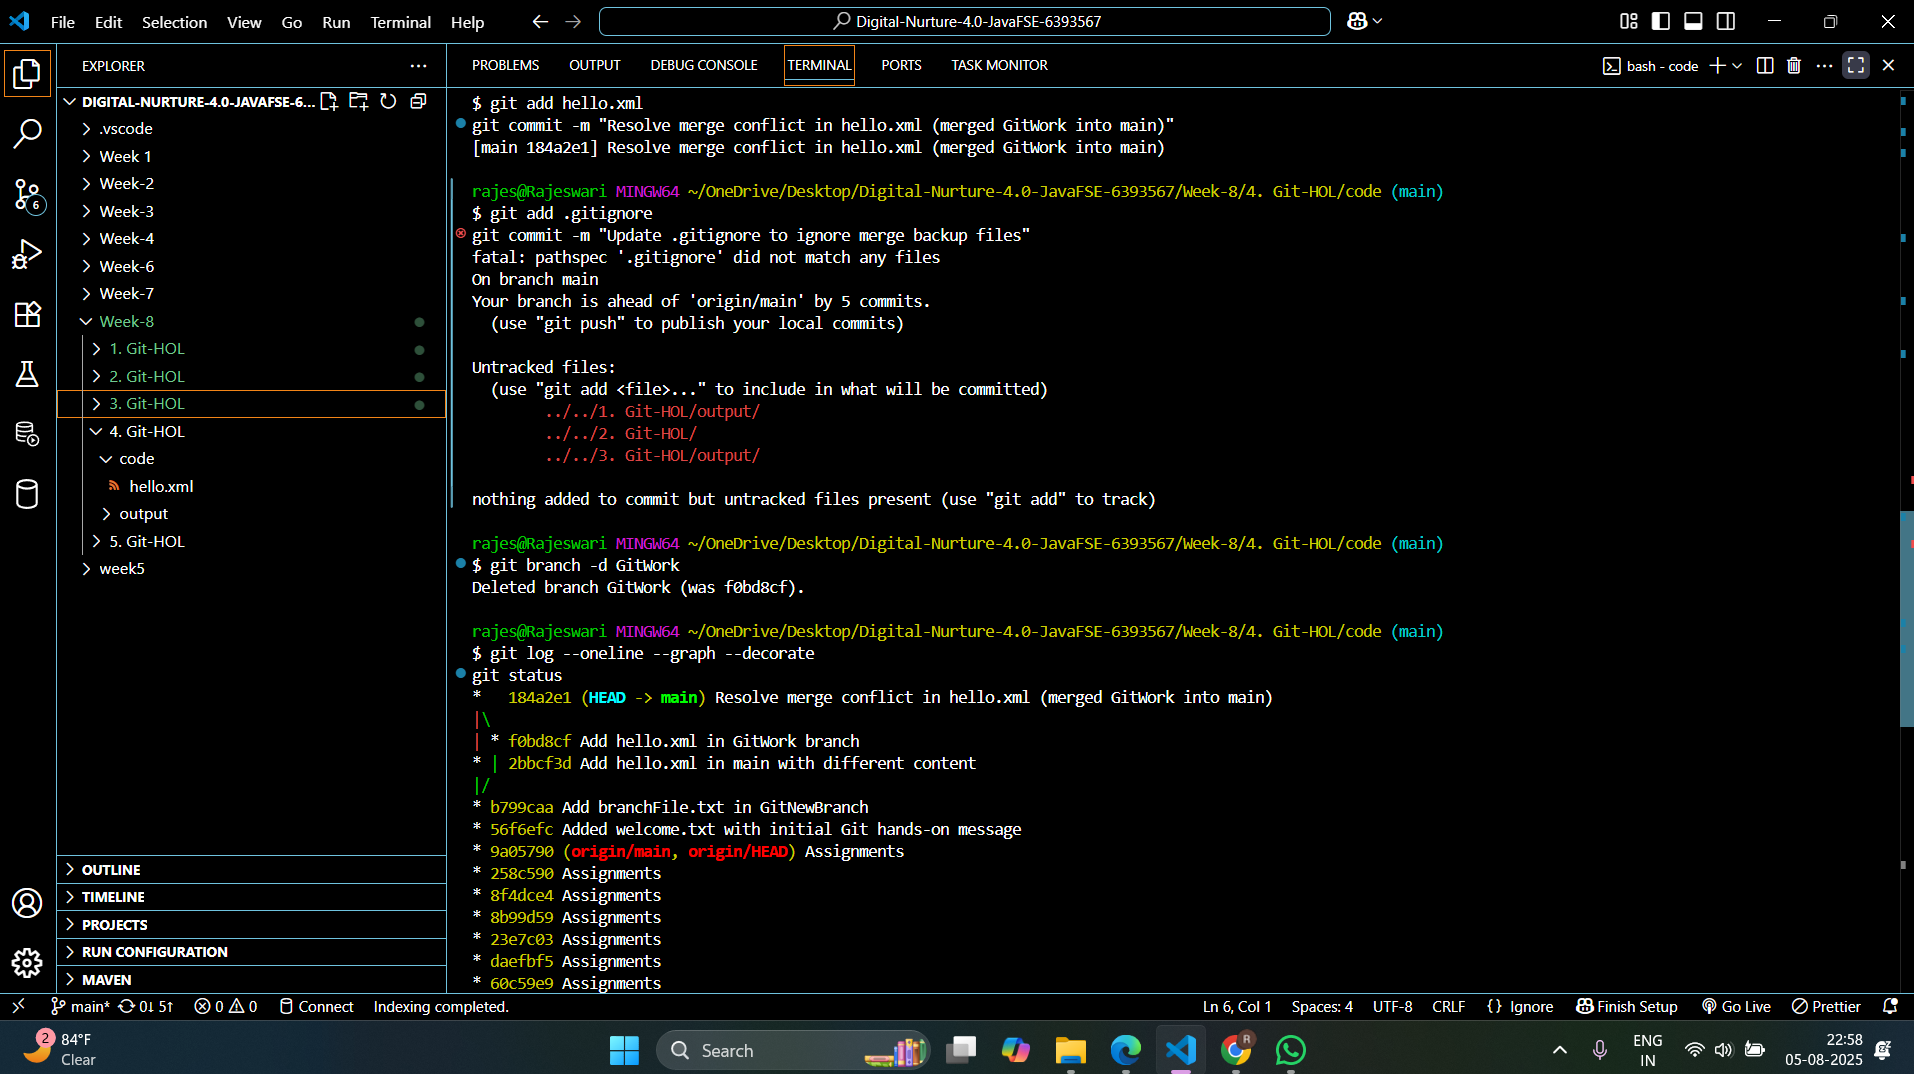 File Edit Selection View Go Run Terminal Help
Digital-Nurture-4.0-JavaFSE-6393567
EXPLORER
DIGITAL-NURTURE-4.0-JAVAFSE-6...
.vscode
Week 1
Week-2
Week-3
Week-4
Week-6
Week-7
Week-8
1. Git-HOL
2. Git-HOL
3. Git-HOL
4. Git-HOL
code
hello.xml
output
5. Git-HOL
week5
OUTLINE
TIMELINE
PROJECTS
RUN CONFIGURATION
MAVEN
6
PROBLEMS OUTPUT DEBUG CONSOLE TERMINAL PORTS TASK MONITOR
bash - code
$ git add hello.xml
git commit -m "Resolve merge conflict in hello.xml (merged GitWork into main)"
[main 184a2e1] Resolve merge conflict in hello.xml (merged GitWork into main)
rajes@Rajeswari MINGW64 ~/OneDrive/Desktop/Digital-Nurture-4.0-JavaFSE-6393567/Week-8/4. Git-HOL/code (main)
$ git add .gitignore
git commit -m "Update .gitignore to ignore merge backup files"
fatal: pathspec '.gitignore' did not match any files
On branch main
Your branch is ahead of 'origin/main' by 5 commits.
(use "git push" to publish your local commits)
Untracked files:
(use "git add <file>..." to include in what will be committed)
../../1. Git-HOL/output/
../../2. Git-HOL/
../../3. Git-HOL/output/
nothing added to commit but untracked files present (use "git add" to track)
rajes@Rajeswari MINGW64 ~/OneDrive/Desktop/Digital-Nurture-4.0-JavaFSE-6393567/Week-8/4. Git-HOL/code (main)
$ git branch -d GitWork
Deleted branch GitWork (was f0bd8cf).
rajes@Rajeswari MINGW64 ~/OneDrive/Desktop/Digital-Nurture-4.0-JavaFSE-6393567/Week-8/4. Git-HOL/code (main)
$ git log --oneline --graph --decorate
git status
*   184a2e1 (HEAD -> main) Resolve merge conflict in hello.xml (merged GitWork into main)
|\
| * f0bd8cf Add hello.xml in GitWork branch
* | 2bbcf3d Add hello.xml in main with different content
|/
* b799caa Add branchFile.txt in GitNewBranch
* 56f6efc Added welcome.txt with initial Git hands-on message
* 9a05790 (origin/main, origin/HEAD) Assignments
* 258c590 Assignments
* 8f4dce4 Assignments
* 8b99d59 Assignments
* 23e7c03 Assignments
* daefbf5 Assignments
* 60c59e9 Assignments
main* 0↓ 5↑ 0 0 Connect Indexing completed. Ln 6, Col 1 Spaces: 4 UTF-8 CRLF {} Ignore Finish Setup Go Live Prettier
2 84°F
Clear
Search
R
ENG
IN
22:58
05-08-2025